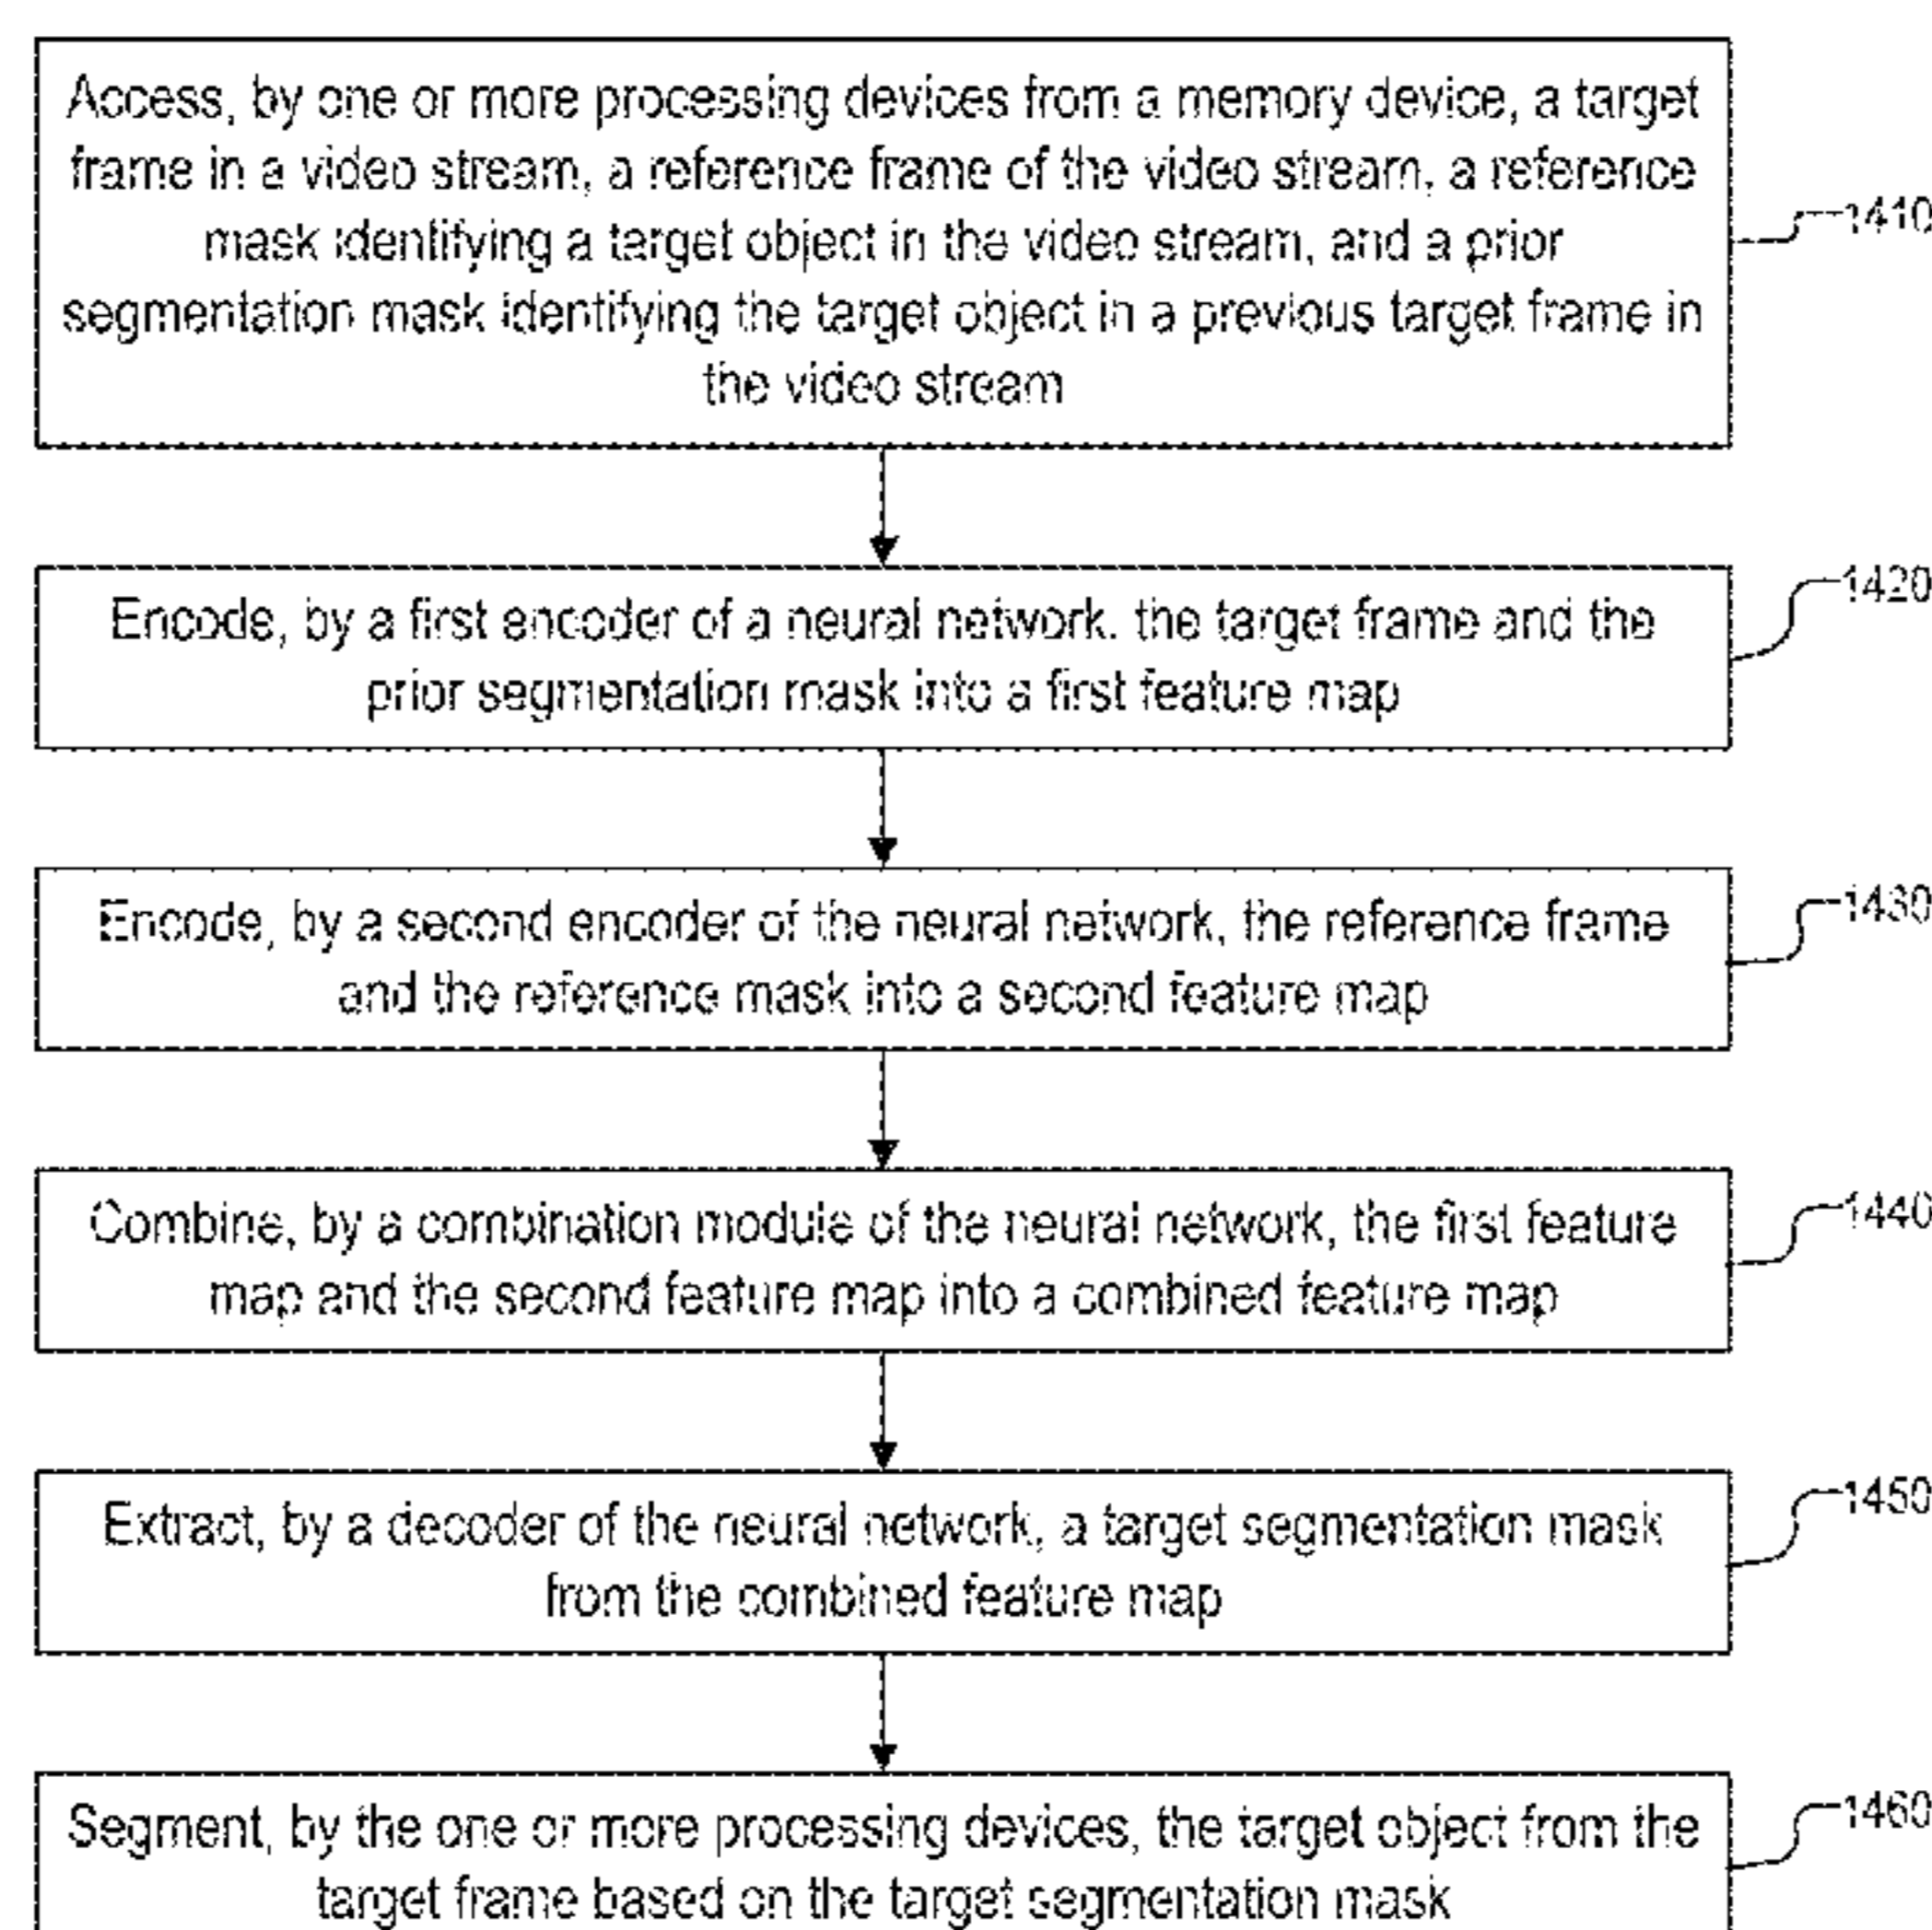 Access, by one or more processing devices from a memory device, a target
frame in a video stream, a reference frame of the video stream, a reference
mask identifying a target object in the video stream, and a prior
segmentation mask identifying the target object in a previous target frame in
the video stream
1410
Encode, by a first encoder of a neural network, the target frame and the
prior segmentation mask into a first feature map
1420
Encode, by a second encoder of the neural network, the reference frame
and the reference mask into a second feature map
1430
Combine, by a combination module of the neural network, the first feature
map and the second feature map into a combined feature map
1440
Extract, by a decoder of the neural network, a target segmentation mask
from the combined feature map
1450
Segment, by the one or more processing devices, the target object from the
target frame based on the target segmentation mask
1460